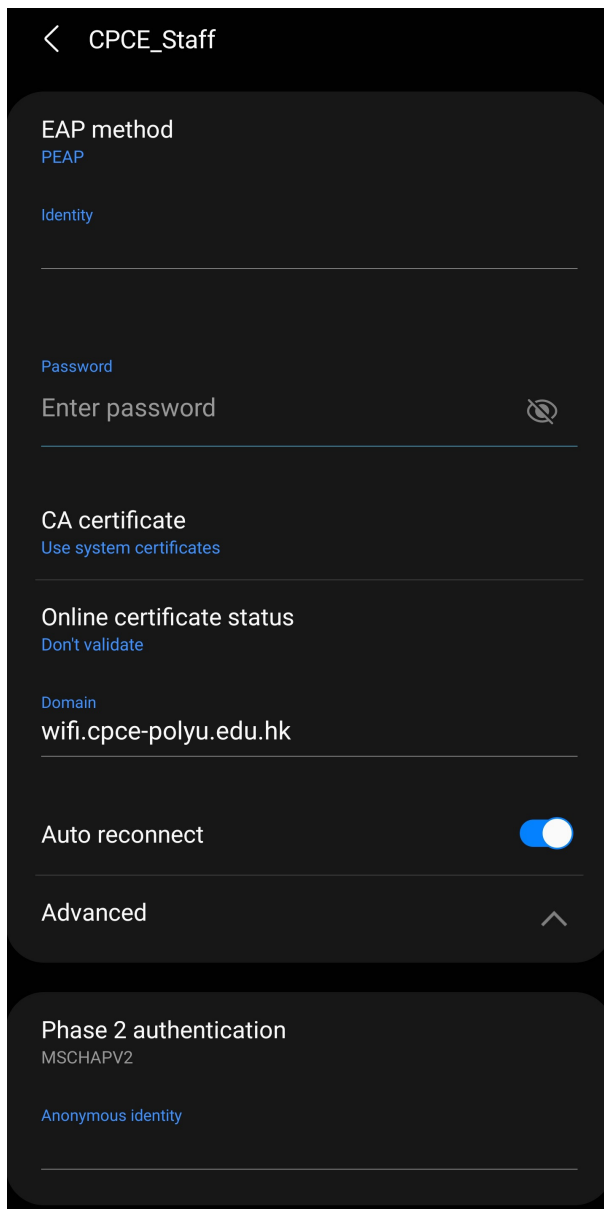 CPCE_Staff
EAP method
PEAP
Identity
Password
Enter password
CA certificate
Use system certificates
Online certificate status
Don't validate
Domain
wifi.cpce-polyu.edu.hk
Auto reconnect
Advanced
Phase 2 authentication
MSCHAPV2
Anonymous identity